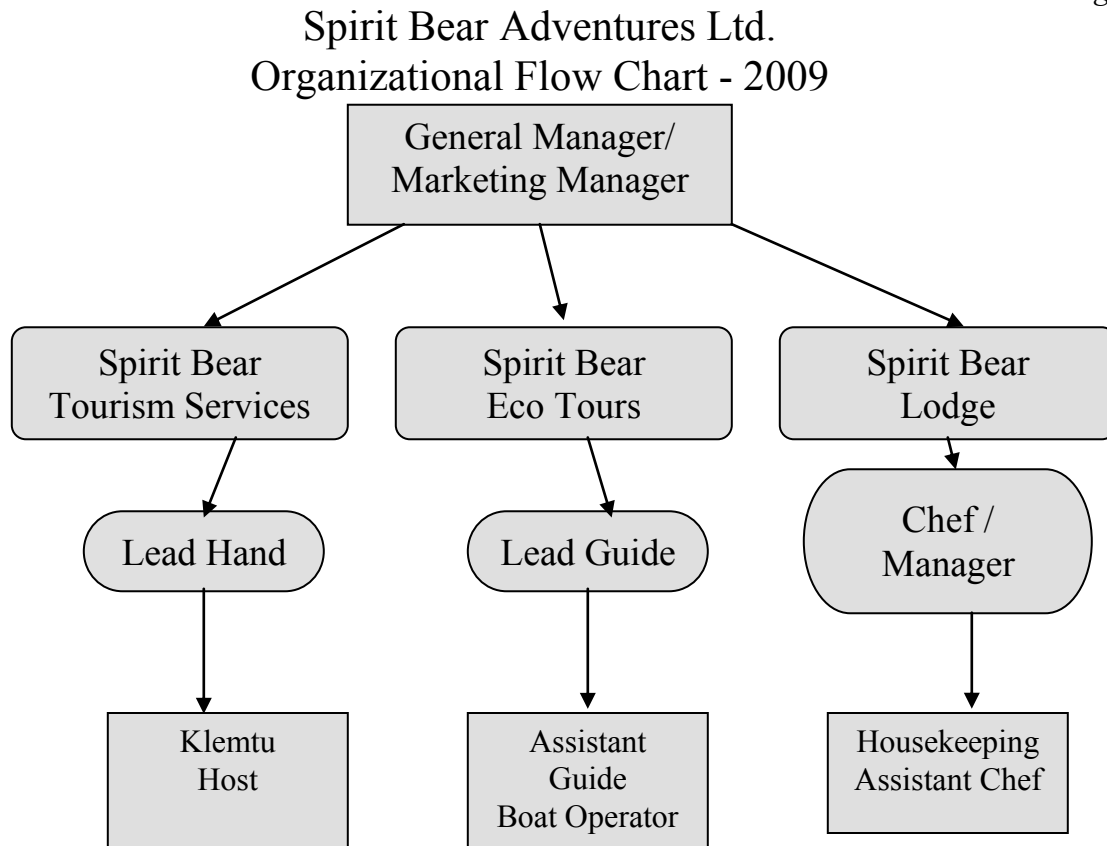 Spirit Bear Adventures Ltd.
Organizational Flow Chart - 2009
General Manager/
Marketing Manager
Spirit Bear
Tourism Services
Spirit Bear
Eco Tours
Spirit Bear
Lodge
Lead Hand
Lead Guide
Chef /
Manager
Klemtu
Host
Assistant
Guide
Boat Operator
Housekeeping
Assistant Chef